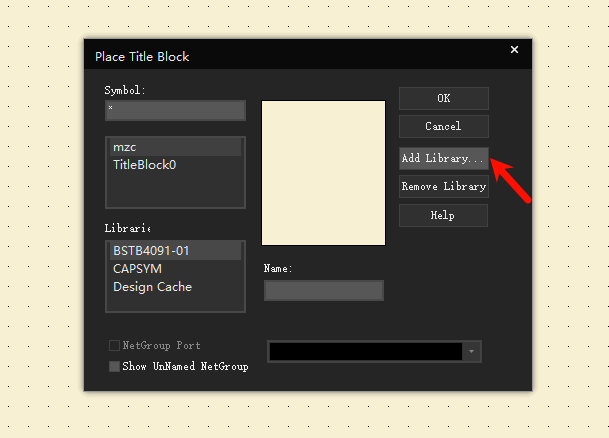 Place Title Block
Symbol:
*
mzc
TitleBlock0
OK
Cancel
Add Library...
Remove Library
Help
BSTB4091-01
CAPSYM
Design Cache
Name:
NetGroup Port
Show UnNamed NetGroup